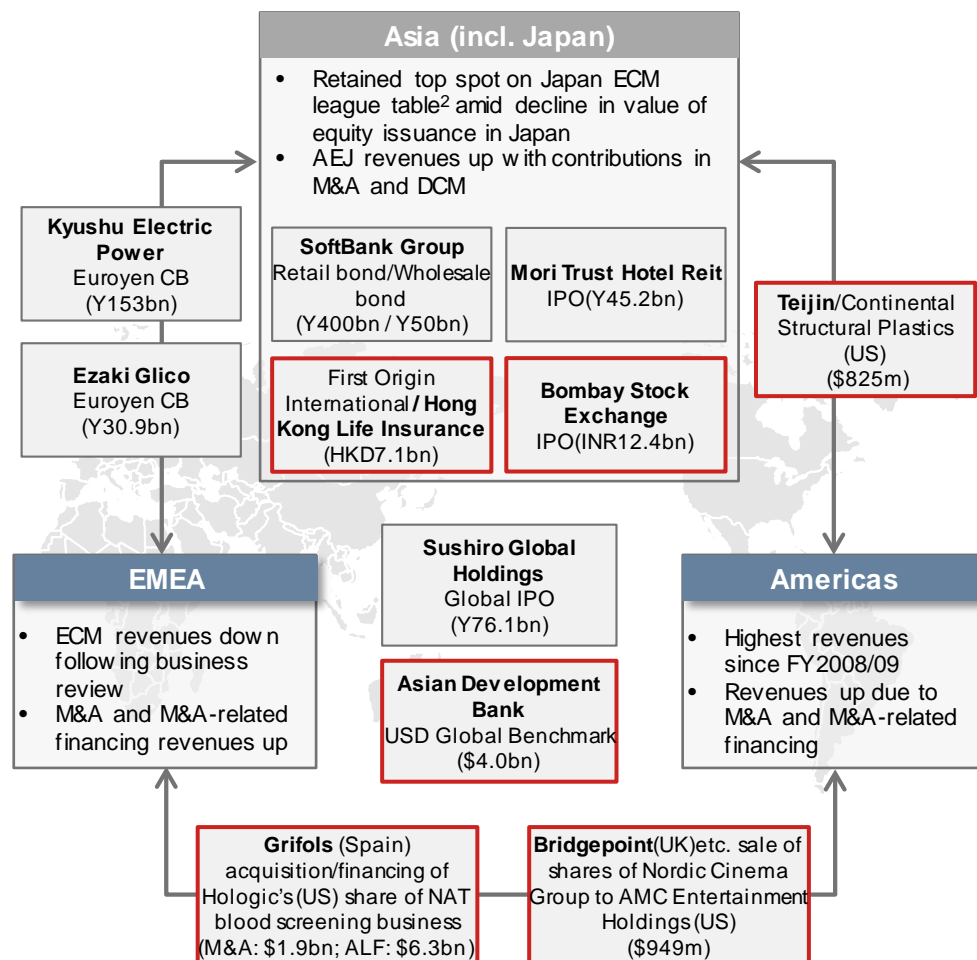 Asia (incl. Japan)
• Retained top spot on Japan ECM
league table2 amid decline in value of
equity issuance in Japan
• AEJ revenues up with contributions in
M&A and DCM
Kyushu Electric
Power
Euroyen CB
(Y153bn)
SoftBank Group
Retail bond/Wholesale
bond
(Y400bn / Y50bn)
Mori Trust Hotel Reit
IPO(Y45.2bn)
Teijin/Continental
Structural Plastics
(US)
($825m)
Ezaki Glico
Euroyen CB
(Y30.9bn)
First Origin
International/ Hong
Kong Life Insurance
(HKD7.1bn)
Bombay Stock
Exchange
IPO(INR12.4bn)
EMEA
• ECM revenues down
following business
review
• M&A and M&A-related
financing revenues up
Sushiro Global
Holdings
Global IPO
(Y76.1bn)
Asian Development
Bank
USD Global Benchmark
($4.0bn)
Americas
• Highest revenues
since FY2008/09
• Revenues up due to
M&A and M&A-related
financing
Grifols (Spain)
acquisition/financing of
Hologic's (US) share of NAT
blood screening business
(M&A: $1.9bn; ALF: $6.3bn)
Bridgepoint(UK)etc. sale of
shares of Nordic Cinema
Group to AMC Entertainment
Holdings (US)
($949m)